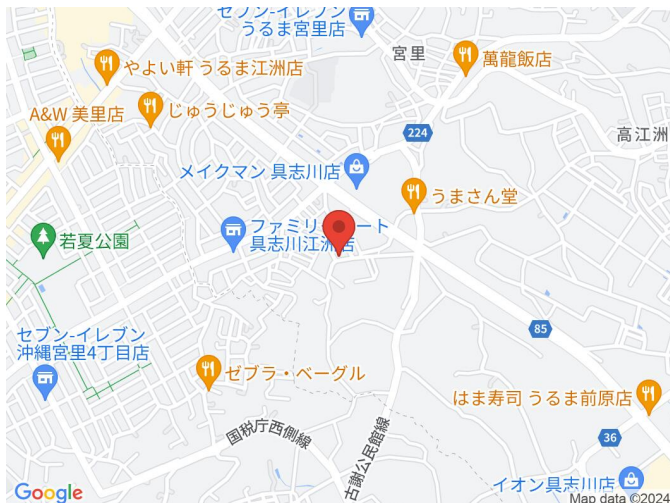 セブン-イレブン
うるま宮里店
宮里
萬龍飯店
やよい軒 うるま江洲店
A&W 美里店
じゅうじゅう亭
224
高江洲
メイクマン 具志川店
うまさん堂
若夏公園
ファミリーマート
具志川江洲店
セブン-イレブン
沖縄宮里4丁目店
85
ゼブラ・ベーグル
はま寿司 うるま前原店
国税庁西側線
古謝公民館線
36
イオン具志川店
Google
Map data ©2024